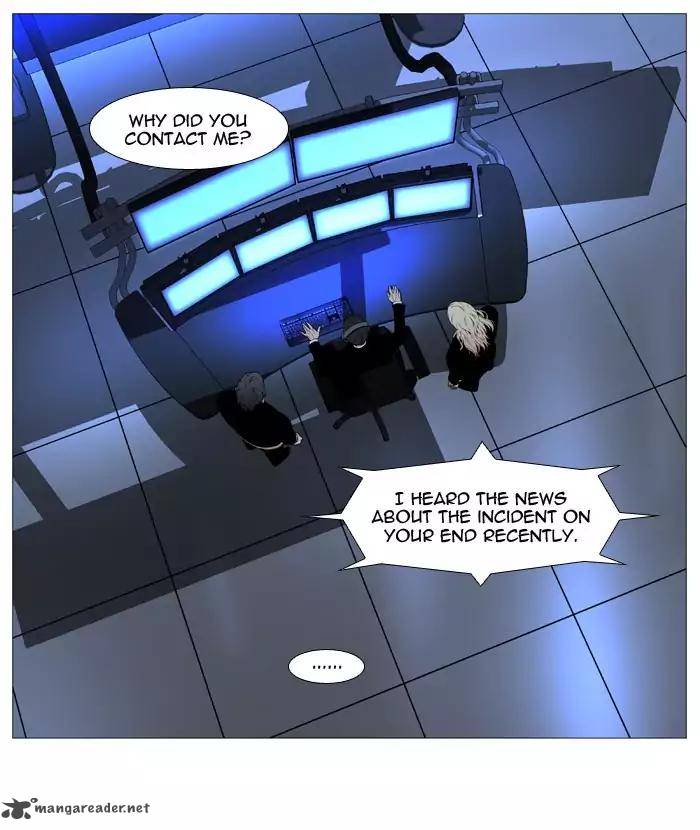 WHY DID YOU
CONTACT ME?
I HEARD THE NEWS
ABOUT THE INCIDENT ON
YOUR END RECENTLY.
......
mangareader.net